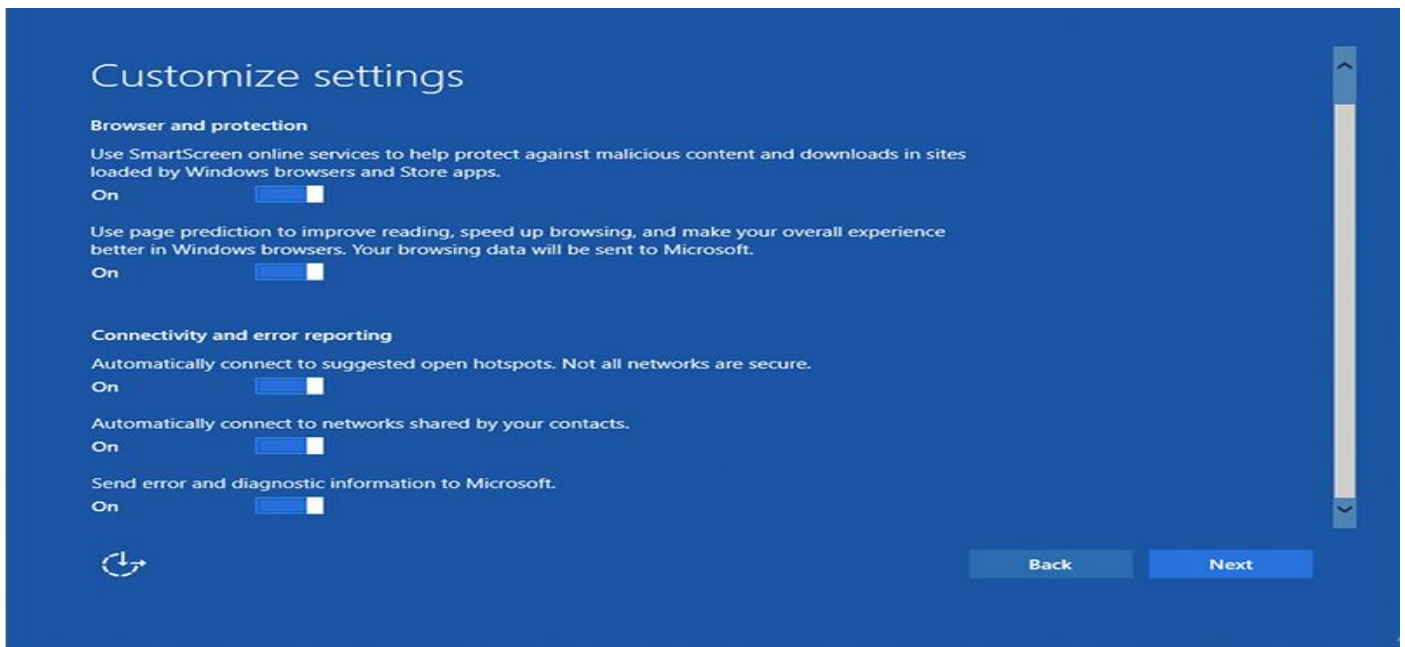 Customize settings
Browser and protection
Use SmartScreen online services to help protect against malicious content and downloads in sites
loaded by Windows browsers and Store apps.
On
Use page prediction to improve reading, speed up browsing, and make your overall experience
better in Windows browsers. Your browsing data will be sent to Microsoft.
On
Connectivity and error reporting
Automatically connect to suggested open hotspots. Not all networks are secure.
On
Automatically connect to networks shared by your contacts.
On
Send error and diagnostic information to Microsoft.
On
Back Next